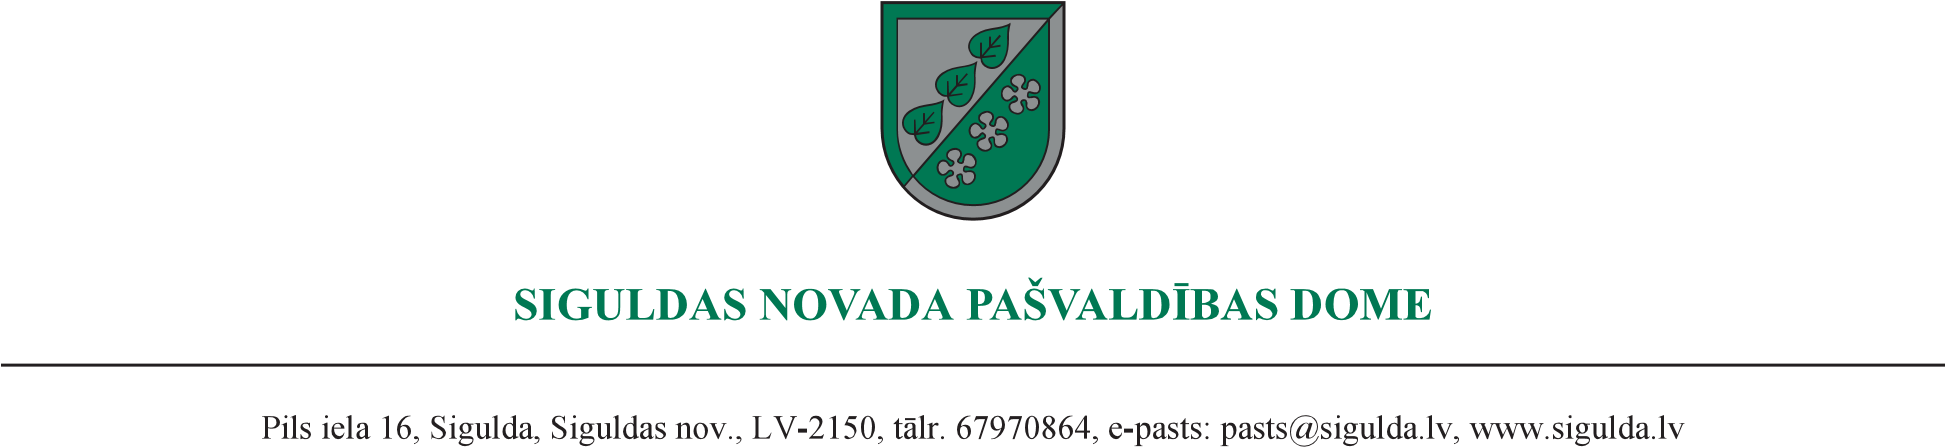 SIGULDAS NOVADA PAŠVALDĪBAS DOME
Pils iela 16, Sigulda, Siguldas nov., LV-2150, tālr. 67970864, e-pasts: pasts@sigulda.lv, www.sigulda.lv